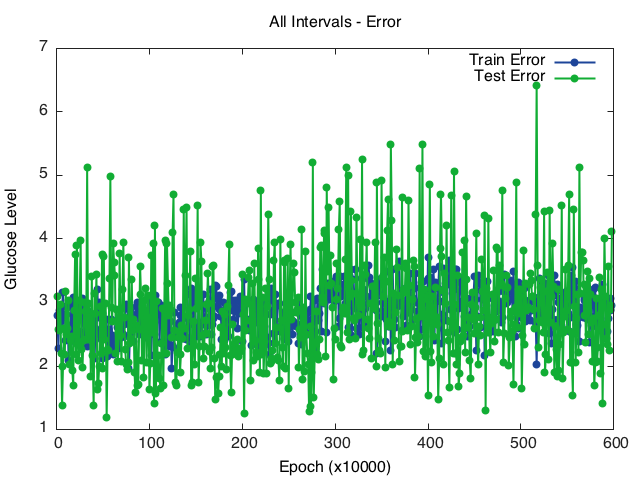 All Intervals - Error
7
6
5
4
3
2
1
Glucose Level
Train Error
Test Error
0 100 200 300 400 500 600
Epoch (x10000)